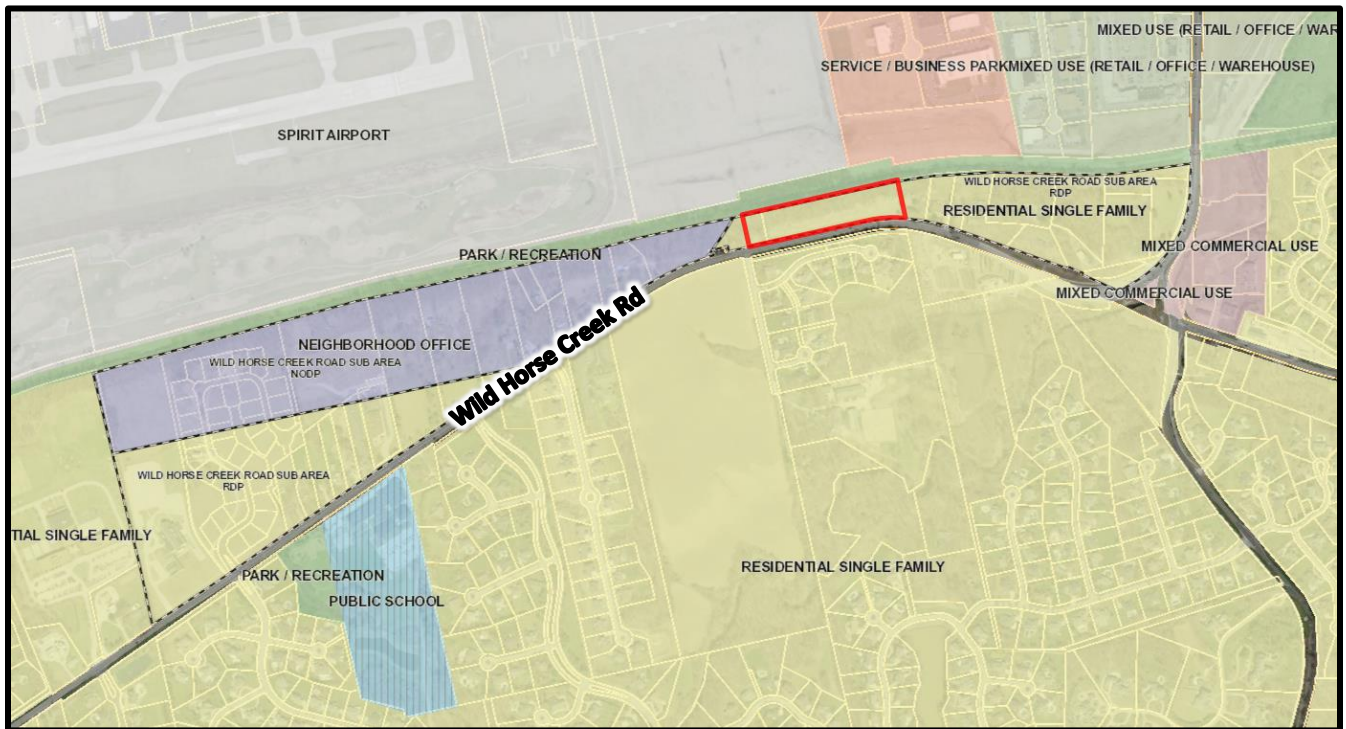 MIXED USE (RETAIL / OFFICE / WAR
SERVICE / BUSINESS PARK
MIXED USE (RETAIL / OFFICE / WAREHOUSE)
SPIRIT AIRPORT
WILD HORSE CREEK ROAD SUB AREA
RDP
RESIDENTIAL SINGLE FAMILY
MIXED COMMERCIAL USE
PARK / RECREATION
MIXED COMMERCIAL USE
Wild Horse Creek Rd
NEIGHBORHOOD OFFICE
WILD HORSE CREEK ROAD SUB AREA
NODP
WILD HORSE CREEK ROAD SUB AREA
RDP
TIAL SINGLE FAMILY
RESIDENTIAL SINGLE FAMILY
PARK / RECREATION
PUBLIC SCHOOL